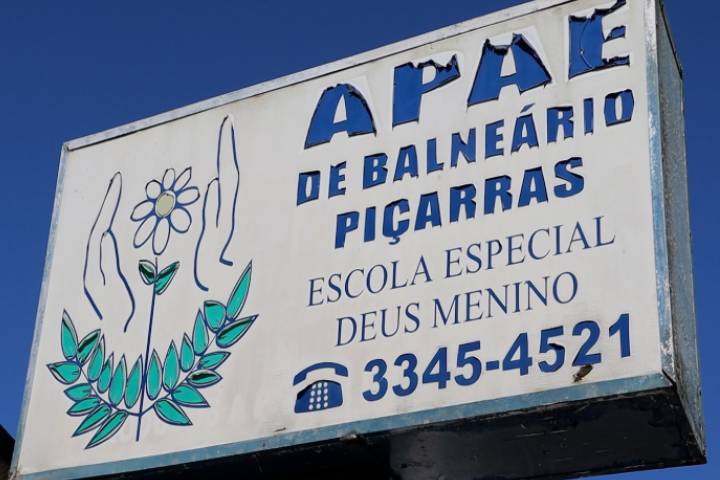 APAE
DE BALNEÁRIO
PIÇARRAS
ESCOLA ESPECIAL
DEUS MENINO
3345-4521